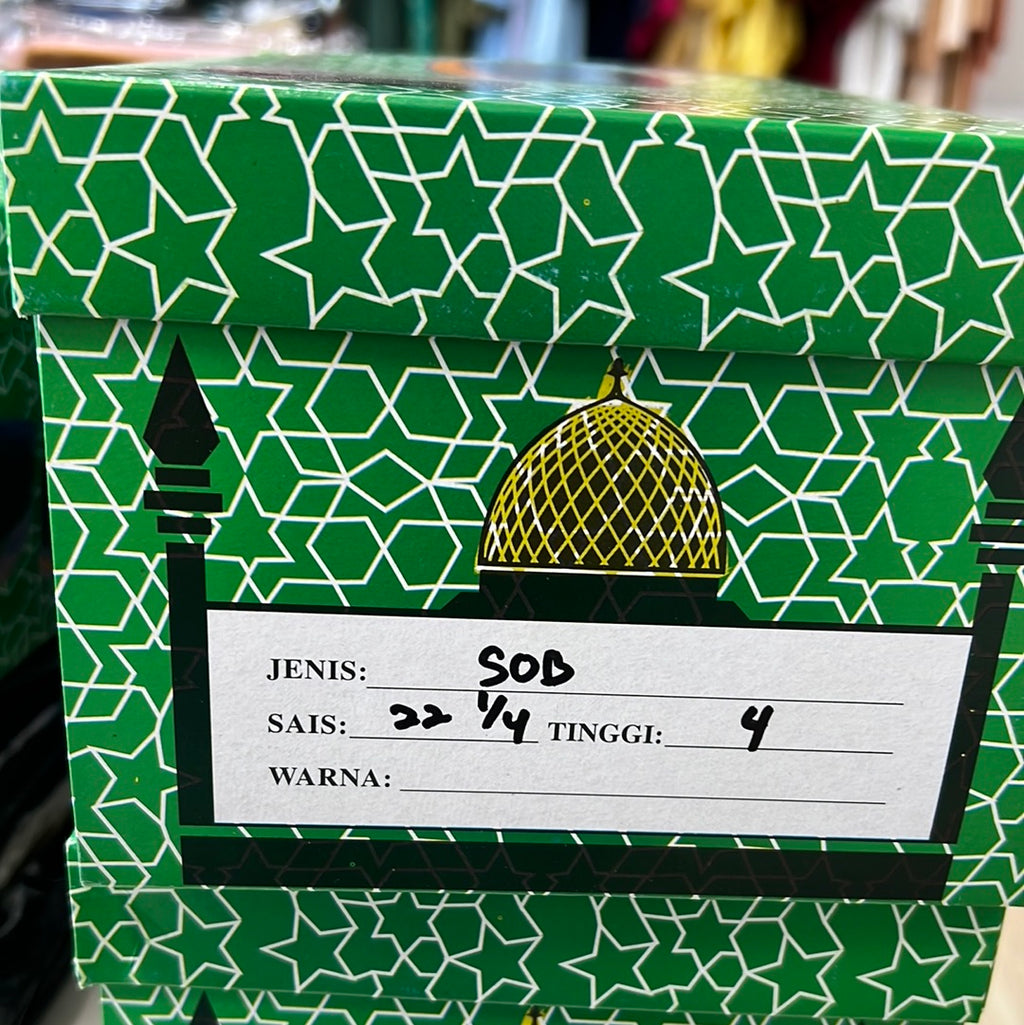 JENIS: SOB
SAIS: 22 1/4 TINGGI: 4
WARNA: